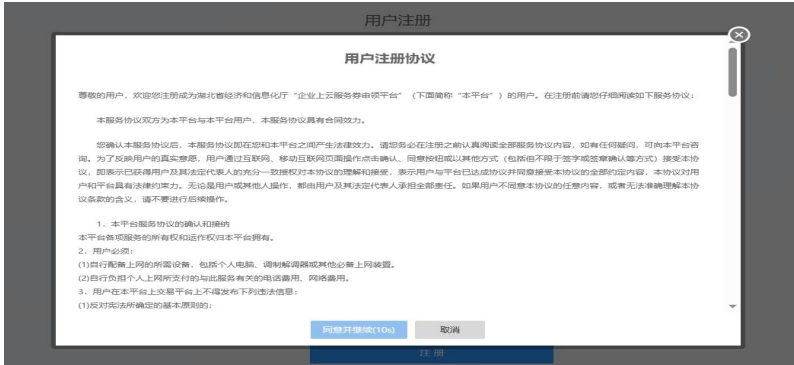 用户注册
用户注册协议
尊敬的用户，欢迎您注册成为湖北省经济和信息化厅“企业上云服务券申领平台”（下面简称“本平台”）的用户。在注册前请您仔细阅读如下服务协议：
本服务协议双方为本平台与本平台用户，本服务协议具有合同效力。
您确认本服务协议后，本服务协议即在您和本平台之间产生法律效力。请您务必在注册之前认真阅读全部服务协议内容，如有任何疑问，可向本平台咨
询。为了反映用户的真实意愿，用户通过互联网、移动互联网页面操作点击确认、同意按钮或以其他方式（包括但不限于签字或签章确认等方式）接受本协
议，即表示已获得用户及其法定代表人的充分一致授权对本协议的理解和接受，表示用户与平台已达成协议并同意接受本协议的全部约定内容，本协议对用
户和平台具有法律约束力。无论是用户或其他人操作，都由用户及其法定代表人承担全部责任。如果用户不同意本协议的任意内容，或者无法准确理解本协
议条款的含义，请不要进行后续操作。
1、本平台服务协议的确认和接纳
本平台各项服务的所有权和运作权归本平台拥有。
2、用户必须：
(1)自行配备上网的所需设备，包括个人电脑、调制解调器或其他必备上网装置。
(2)自行负担个人上网所支付的与此服务有关的电话费用、网络费用。
3、用户在本平台上交易平台上不得发布下列违法信息：
(1)反对宪法所确定的基本原则的；
同意并继续(10s)
取消
注 册